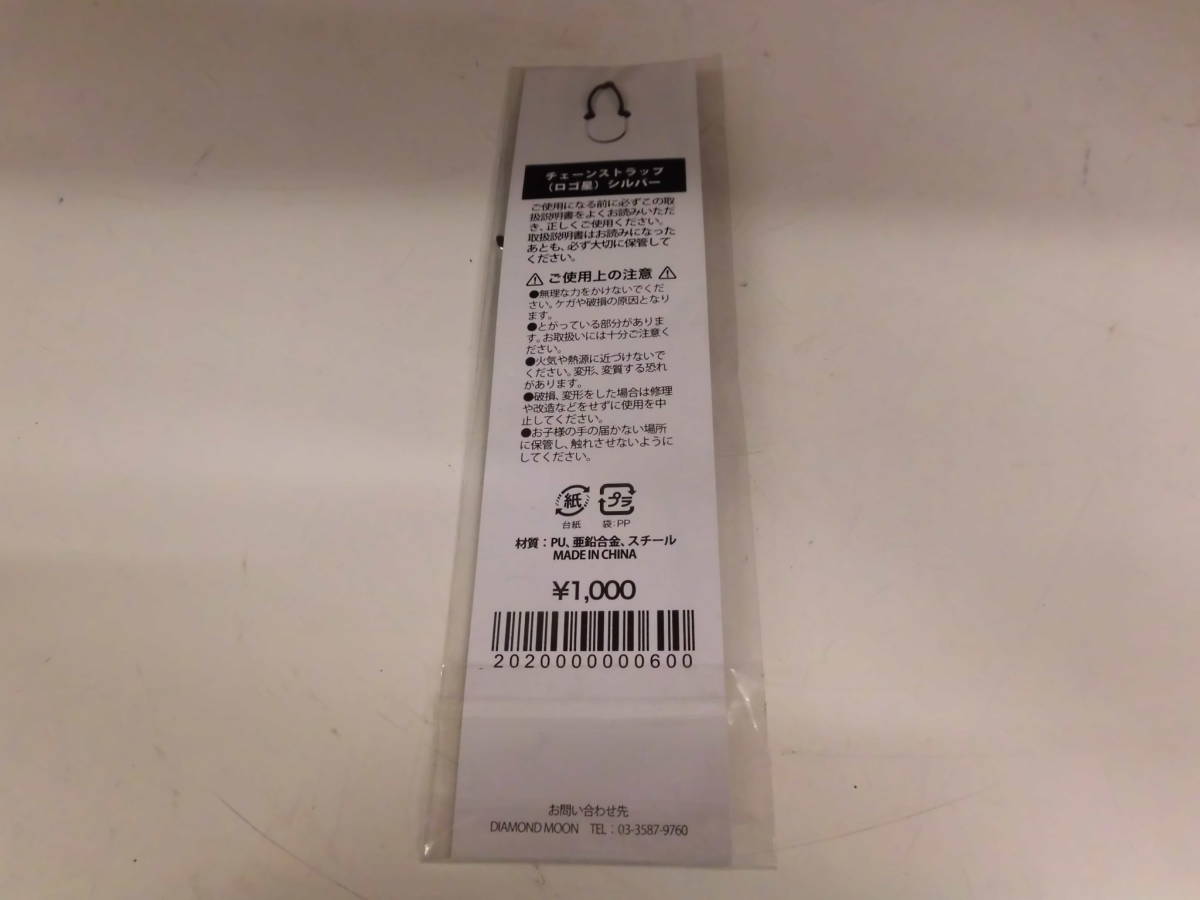 チェーンストラップ
（ロゴ星）シルバー
ご使用になる前に必ずこの取
扱説明書をよくお読みいただ
き、正しくご使用ください。
取扱説明書はお読みになった
あとも、必ず大切に保管して
ください。
ご使用上の注意
●無理な力をかけないでくだ
さい。ケガや破損の原因となり
ます。
●とがっている部分がありま
す。お取扱いには十分ご注意く
ださい。
●火気や熱源に近づけないで
ください。変形、変質する恐れ
があります。
●破損、変形をした場合は修理
や改造などをせずに使用を中
止してください。
●お子様の手の届かない場所
に保管し、触れさせないように
してください。
紙 プラ
台紙 袋：PP
材質：PU、亜鉛合金、スチール
MADE IN CHINA
¥1,000
2020000000600
お問い合わせ先
DIAMOND MOON TEL：03-3587-9760